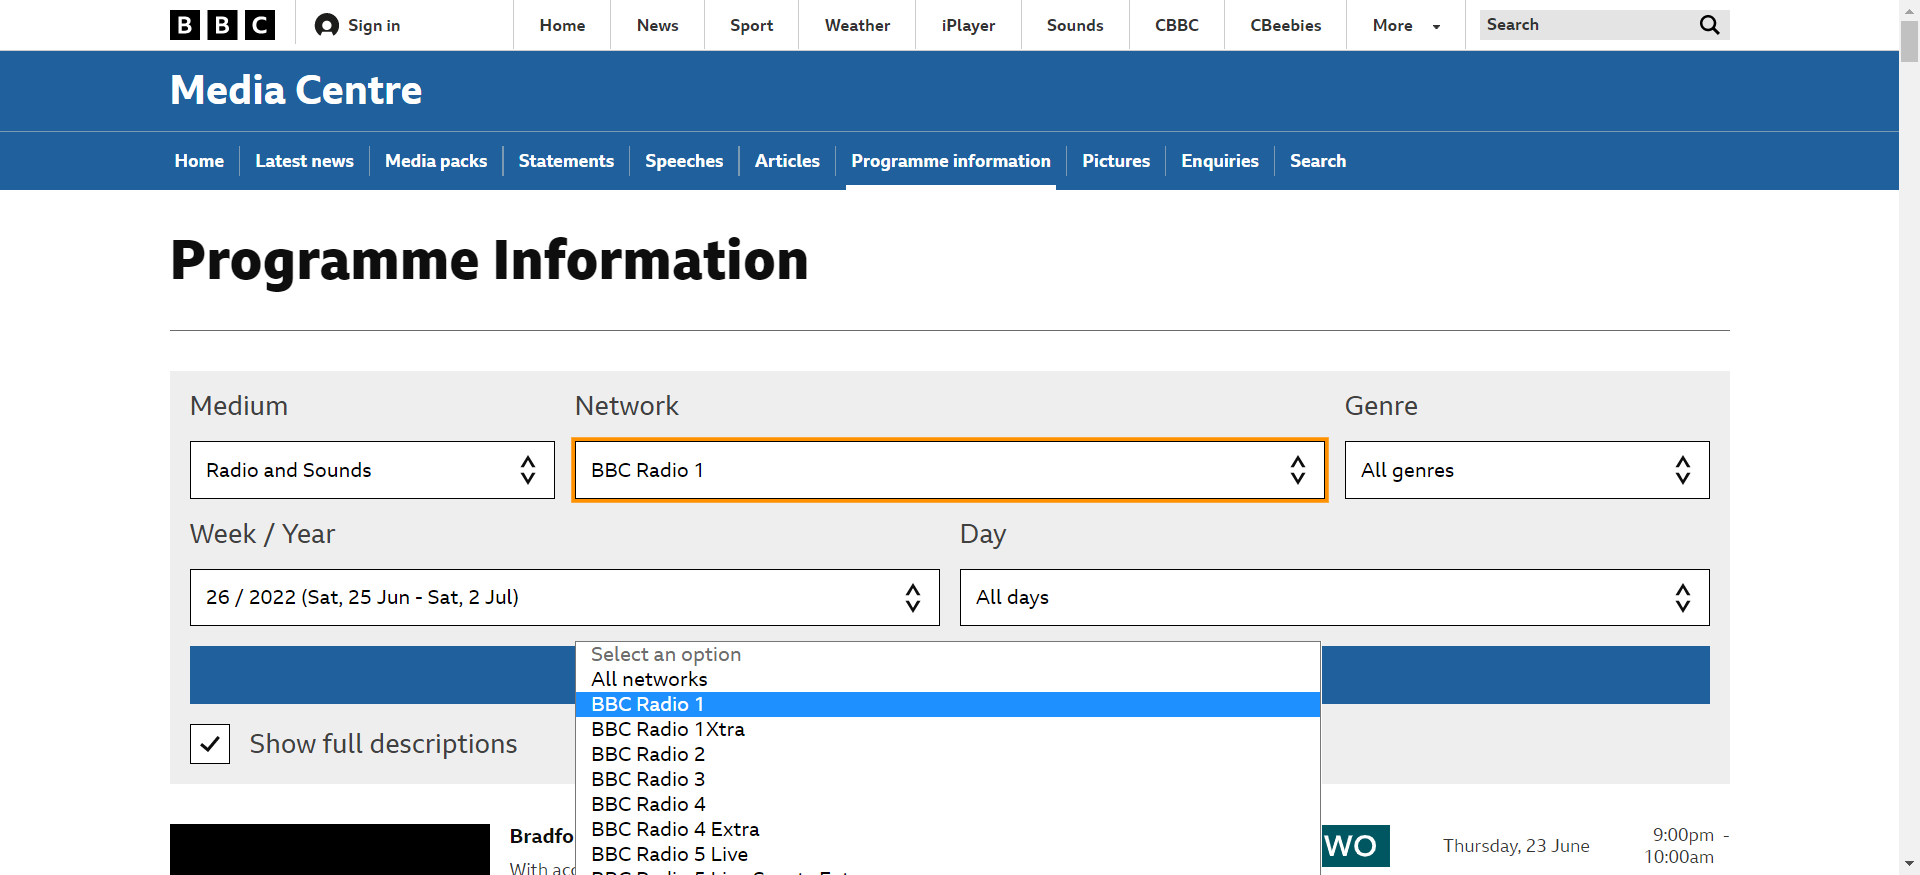 BBC
Sign in
Home
News
Sport
Weather
iPlayer
Sounds
CBBC
CBeebies
More
Search
Media Centre
Home
Latest news
Media packs
Statements
Speeches
Articles
Programme information
Pictures
Enquiries
Search
Programme Information
Medium
Network
Genre
Radio and Sounds
BBC Radio 1
All genres
Week / Year
Day
26 / 2022 (Sat, 25 Jun - Sat, 2 Jul)
All days
Select an option
All networks
BBC Radio 1
BBC Radio 1Xtra
BBC Radio 2
BBC Radio 3
BBC Radio 4
BBC Radio 4 Extra
BBC Radio 5 Live
Show full descriptions
Bradfo
With acc
WO
Thursday, 23 June
9:00pm -
10:00am